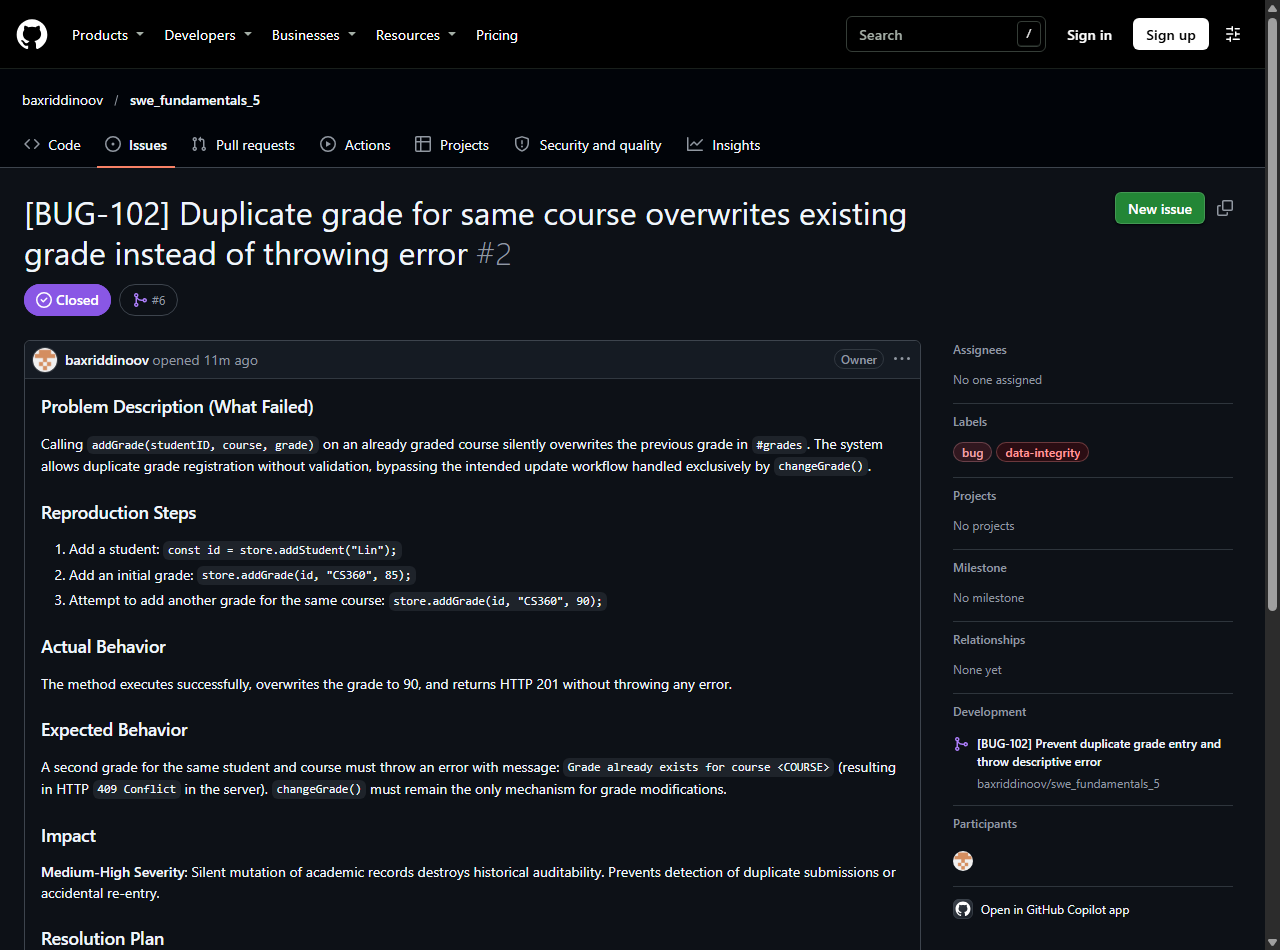 Products Developers Businesses Resources Pricing Search / Sign in Sign up
baxriddinoov / swe_fundamentals_5
Code Issues Pull requests Actions Projects Security and quality Insights
[BUG-102] Duplicate grade for same course overwrites existing
grade instead of throwing error #2
New issue
Closed #6
baxriddinoov opened 11m ago Owner
Problem Description (What Failed)
Calling addGrade(studentID, course, grade) on an already graded course silently overwrites the previous grade in #grades. The system
allows duplicate grade registration without validation, bypassing the intended update workflow handled exclusively by changeGrade().
Reproduction Steps
1. Add a student: const id = store.addStudent("Lin");
2. Add an initial grade: store.addGrade(id, "CS360", 85);
3. Attempt to add another grade for the same course: store.addGrade(id, "CS360", 90);
Actual Behavior
The method executes successfully, overwrites the grade to 90, and returns HTTP 201 without throwing any error.
Expected Behavior
A second grade for the same student and course must throw an error with message: Grade already exists for course <COURSE> (resulting
in HTTP 409 Conflict in the server). changeGrade() must remain the only mechanism for grade modifications.
Impact
Medium-High Severity: Silent mutation of academic records destroys historical auditability. Prevents detection of duplicate submissions or
accidental re-entry.
Resolution Plan
Assignees
No one assigned
Labels
bug data-integrity
Projects
No projects
Milestone
No milestone
Relationships
None yet
Development
[BUG-102] Prevent duplicate grade entry and
throw descriptive error
baxriddinoov/swe_fundamentals_5
Participants
Open in GitHub Copilot app